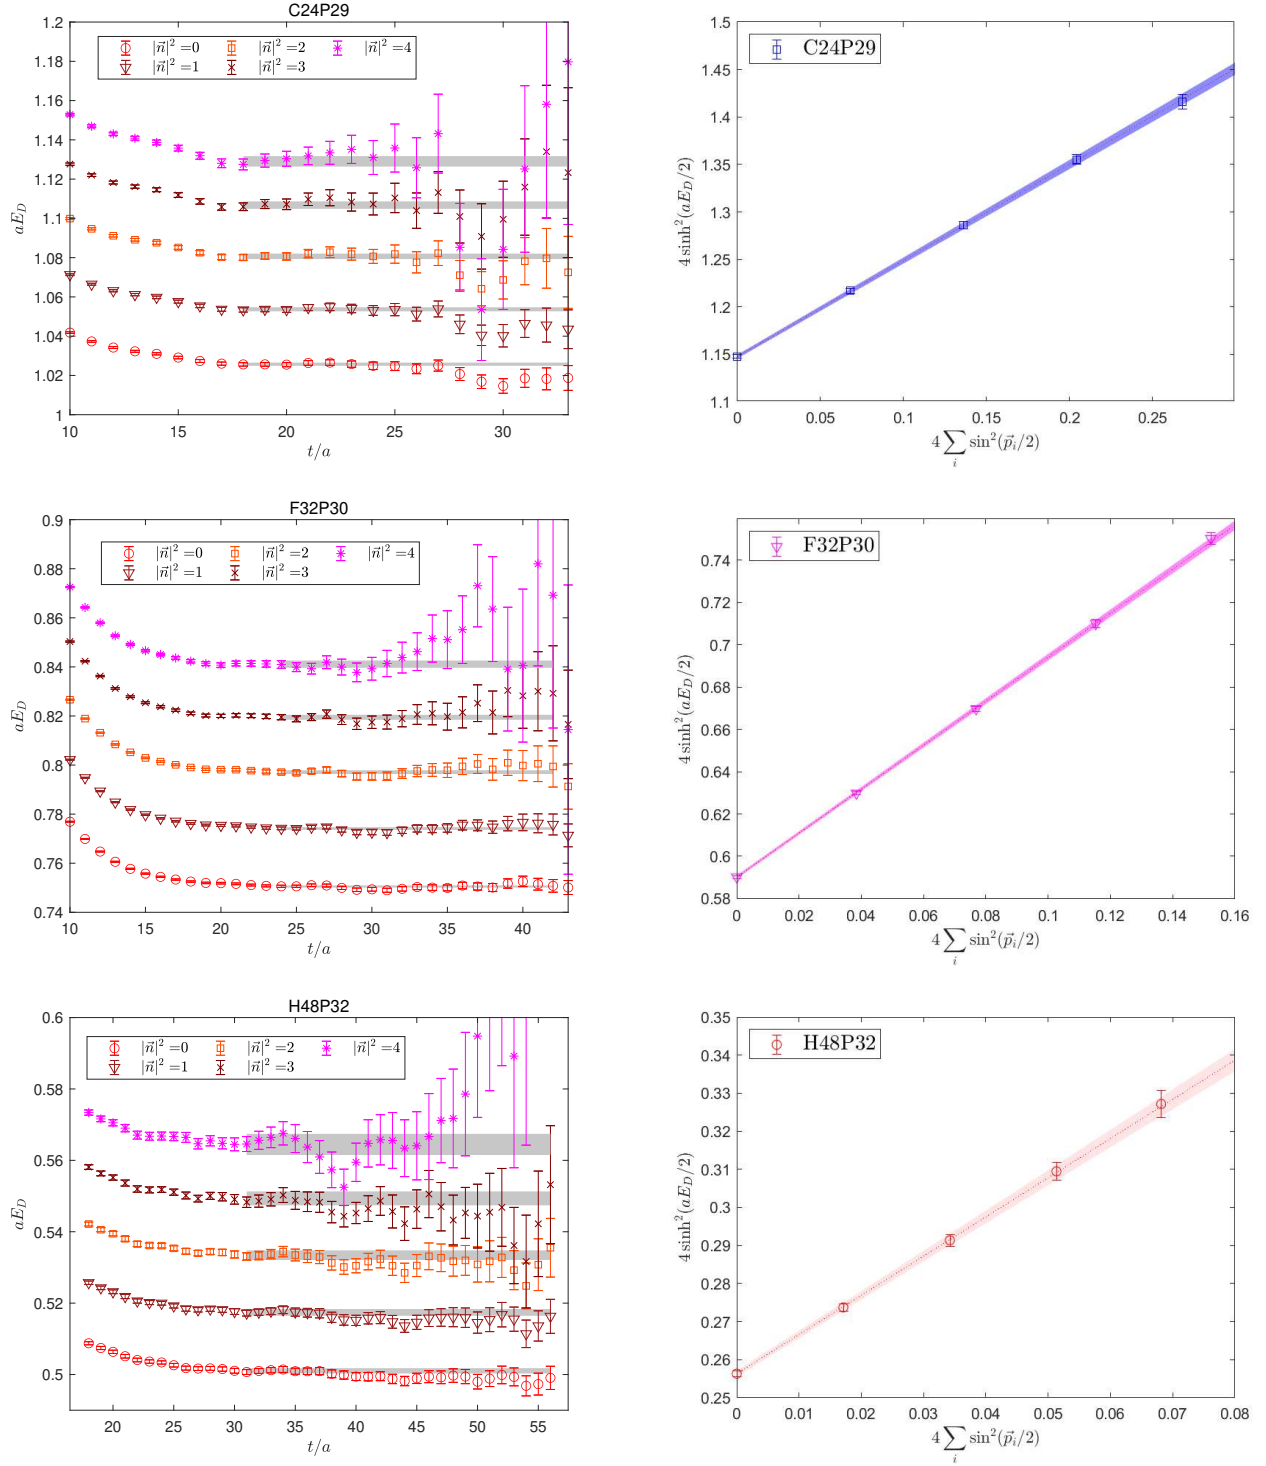 C24P29
1.2
1.18
1.16
1.14
1.12
1.1
1.08
1.06
1.04
1.02
1
aE_D
|n⃗|²=0 |n⃗|²=2 |n⃗|²=4
|n⃗|²=1 |n⃗|²=3
10 15 20 25 30
t/a
1.5
1.45
1.4
1.35
1.3
1.25
1.2
1.15
1.1
4 sinh²(aE_D/2)
C24P29
0 0.05 0.1 0.15 0.2 0.25
4 ∑_i sin²(p⃗_i/2)
F32P30
0.9
0.88
0.86
0.84
0.82
0.8
0.78
0.76
0.74
aE_D
|n⃗|²=0 |n⃗|²=2 |n⃗|²=4
|n⃗|²=1 |n⃗|²=3
10 15 20 25 30 35 40
t/a
0.74
0.72
0.7
0.68
0.66
0.64
0.62
0.6
0.58
4 sinh²(aE_D/2)
F32P30
0 0.02 0.04 0.06 0.08 0.1 0.12 0.14 0.16
4 ∑_i sin²(p⃗_i/2)
H48P32
0.6
0.58
0.56
0.54
0.52
0.5
aE_D
|n⃗|²=0 |n⃗|²=2 |n⃗|²=4
|n⃗|²=1 |n⃗|²=3
20 25 30 35 40 45 50 55
t/a
0.35
0.34
0.33
0.32
0.31
0.3
0.29
0.28
0.27
0.26
0.25
4 sinh²(aE_D/2)
H48P32
0 0.01 0.02 0.03 0.04 0.05 0.06 0.07 0.08
4 ∑_i sin²(p⃗_i/2)